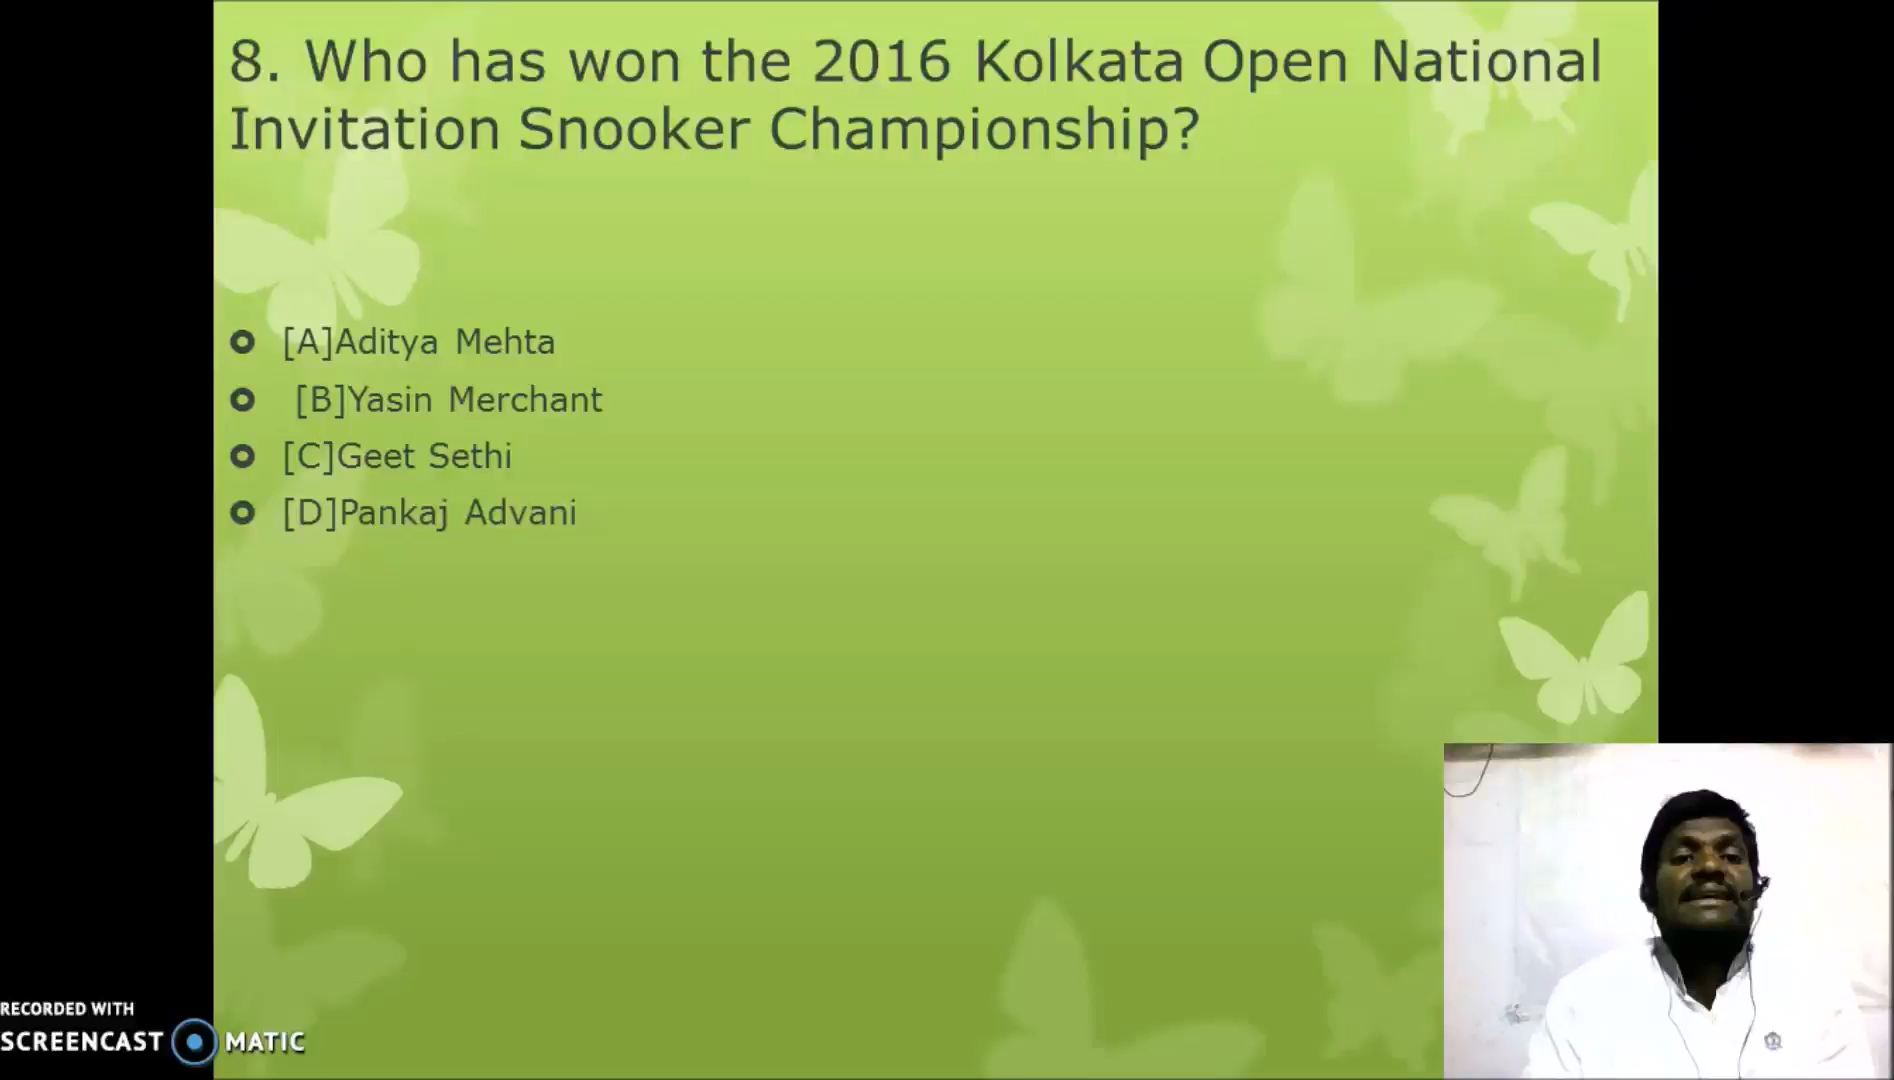 8. Who has won the 2016 Kolkata Open National
Invitation Snooker Championship?
[A]Aditya Mehta
[B]Yasin Merchant
[C]Geet Sethi
[D]Pankaj Advani
RECORDED WITH
SCREENCAST MATIC